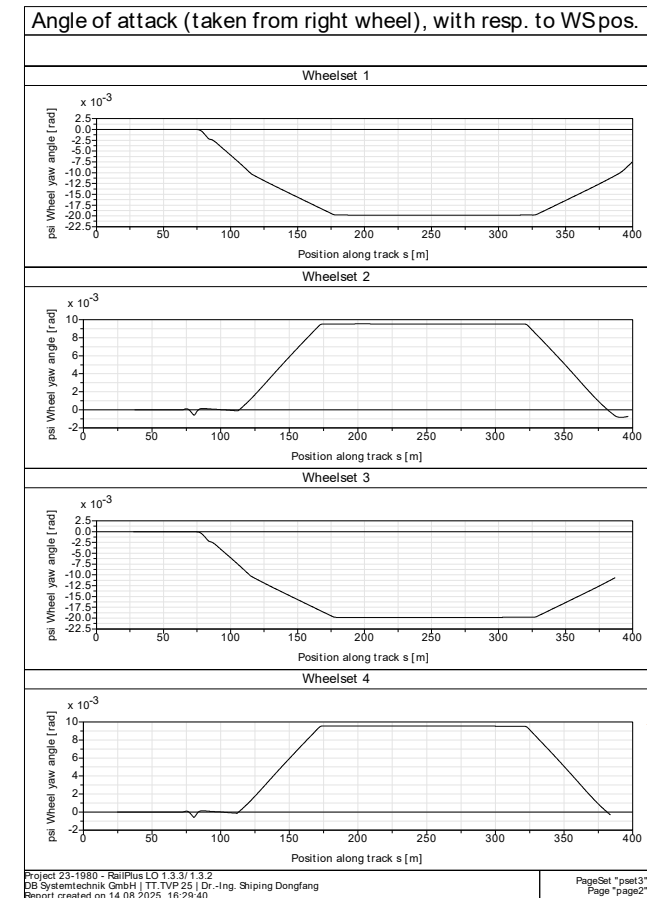 Angle of attack (taken from right wheel), with resp. to WSpos.
Wheelset 1
x 10-3
psi Wheel yaw angle [rad]
2.5
0.0
-2.5
-5.0
-7.5
-10.0
-12.5
-15.0
-17.5
-20.0
-22.5
0 50 100 150 200 250 300 350 400
Position along track s [m]
Wheelset 2
x 10-3
psi Wheel yaw angle [rad]
10
8
6
4
2
0
-2
0 50 100 150 200 250 300 350 400
Position along track s [m]
Wheelset 3
x 10-3
psi Wheel yaw angle [rad]
2.5
0.0
-2.5
-5.0
-7.5
-10.0
-12.5
-15.0
-17.5
-20.0
-22.5
0 50 100 150 200 250 300 350 400
Position along track s [m]
Wheelset 4
x 10-3
psi Wheel yaw angle [rad]
10
8
6
4
2
0
-2
0 50 100 150 200 250 300 350 400
Position along track s [m]
Project 23-1980 - RailPlus LO 1.3.3/ 1.3.2
DB Systemtechnik GmbH | TT.TVP 25 | Dr.-Ing. Shiping Dongfang
Report created on 14.08.2025, 16:29:40
PageSet "pset3"
Page "page2"